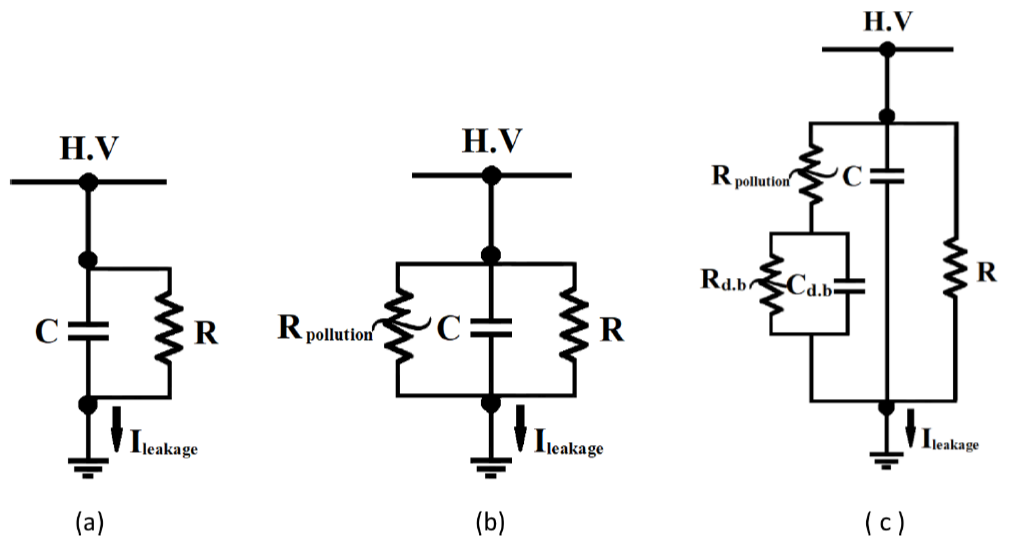 H.V
C
R
I leakage
(a)
H.V
R pollution
C
R
I leakage
(b)
H.V
R pollution
C
R d.b
C d.b
R
I leakage
( c )